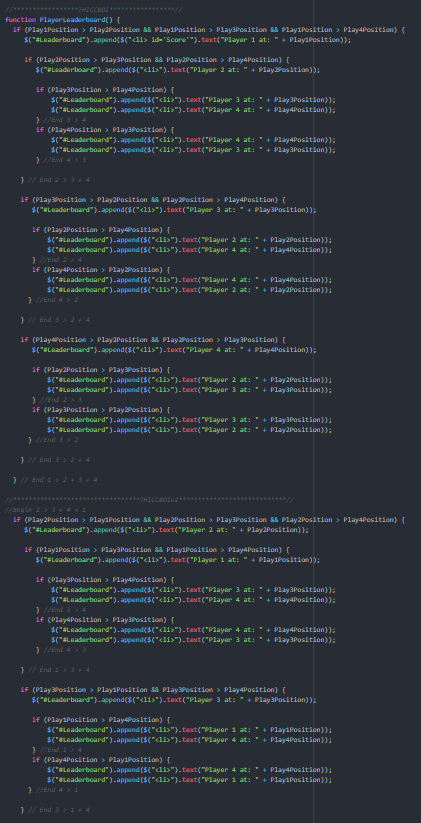 //*****************THICCBOI*****************//
function PlayerLeaderboard() {
if (Play1Position > Play2Position && Play1Position > Play3Position && Play1Position > Play4Position) {
$("#Leaderboard").append($("<li> id='Score'").text("Player 1 at: " + Play1Position));
if (Play2Position > Play3Position && Play2Position > Play4Position) {
$("#Leaderboard").append($("<li>").text("Player 2 at: " + Play2Position));
if (Play3Position > Play4Position) {
$("#Leaderboard").append($("<li>").text("Player 3 at: " + Play3Position));
$("#Leaderboard").append($("<li>").text("Player 4 at: " + Play4Position));
} //End 3 > 4
if (Play4Position > Play3Position) {
$("#Leaderboard").append($("<li>").text("Player 4 at: " + Play4Position));
$("#Leaderboard").append($("<li>").text("Player 3 at: " + Play3Position));
} //End 4 > 3
} // End 2 > 3 + 4
if (Play3Position > Play2Position && Play3Position > Play4Position) {
$("#Leaderboard").append($("<li>").text("Player 3 at: " + Play3Position));
if (Play2Position > Play4Position) {
$("#Leaderboard").append($("<li>").text("Player 2 at: " + Play2Position));
$("#Leaderboard").append($("<li>").text("Player 4 at: " + Play4Position));
} //End 2 > 4
if (Play4Position > Play2Position) {
$("#Leaderboard").append($("<li>").text("Player 4 at: " + Play4Position));
$("#Leaderboard").append($("<li>").text("Player 2 at: " + Play2Position));
} //End 4 > 2
} // End 3 > 2 + 4
if (Play4Position > Play2Position && Play4Position > Play3Position) {
$("#Leaderboard").append($("<li>").text("Player 4 at: " + Play4Position));
if (Play2Position > Play3Position) {
$("#Leaderboard").append($("<li>").text("Player 2 at: " + Play2Position));
$("#Leaderboard").append($("<li>").text("Player 3 at: " + Play3Position));
} //End 2 > 3
if (Play3Position > Play2Position) {
$("#Leaderboard").append($("<li>").text("Player 3 at: " + Play3Position));
$("#Leaderboard").append($("<li>").text("Player 2 at: " + Play2Position));
} //End 3 > 2
} // End 3 > 2 + 4
} // End 1 > 2 + 3 + 4
//*********************************THICCBOIv2****************************//
//Begin 2 > 3 + 4 + 1
if (Play2Position > Play1Position && Play2Position > Play3Position && Play2Position > Play4Position) {
$("#Leaderboard").append($("<li>").text("Player 2 at: " + Play2Position));
if (Play1Position > Play3Position && Play1Position > Play4Position) {
$("#Leaderboard").append($("<li>").text("Player 1 at: " + Play1Position));
if (Play3Position > Play4Position) {
$("#Leaderboard").append($("<li>").text("Player 3 at: " + Play3Position));
$("#Leaderboard").append($("<li>").text("Player 4 at: " + Play4Position));
} //End 3 > 4
if (Play4Position > Play3Position) {
$("#Leaderboard").append($("<li>").text("Player 4 at: " + Play4Position));
$("#Leaderboard").append($("<li>").text("Player 3 at: " + Play3Position));
} //End 4 > 3
} // End 1 > 3 + 4
if (Play3Position > Play1Position && Play3Position > Play4Position) {
$("#Leaderboard").append($("<li>").text("Player 3 at: " + Play3Position));
if (Play1Position > Play4Position) {
$("#Leaderboard").append($("<li>").text("Player 1 at: " + Play1Position));
$("#Leaderboard").append($("<li>").text("Player 4 at: " + Play4Position));
} //End 1 > 4
if (Play4Position > Play1Position) {
$("#Leaderboard").append($("<li>").text("Player 4 at: " + Play4Position));
$("#Leaderboard").append($("<li>").text("Player 1 at: " + Play1Position));
} //End 4 > 1
} // End 3 > 1 + 4